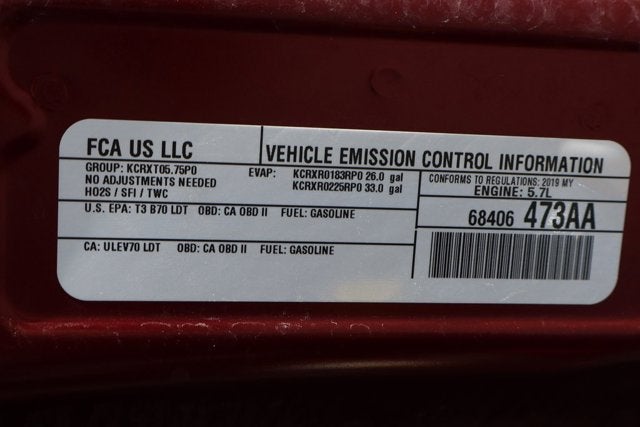 FCA US LLC
VEHICLE EMISSION CONTROL INFORMATION
GROUP: KCRXT05.75P0
NO ADJUSTMENTS NEEDED
HO2S / SFI / TWC
EVAP: KCRXR0183RP0 26.0 gal
KCRXR0225RP0 33.0 gal
CONFORMS TO REGULATIONS: 2019 MY
ENGINE: 5.7L
U.S. EPA: T3 B70 LDT OBD: CA OBD II FUEL: GASOLINE
68406 473AA
CA: ULEV70 LDT OBD: CA OBD II FUEL: GASOLINE